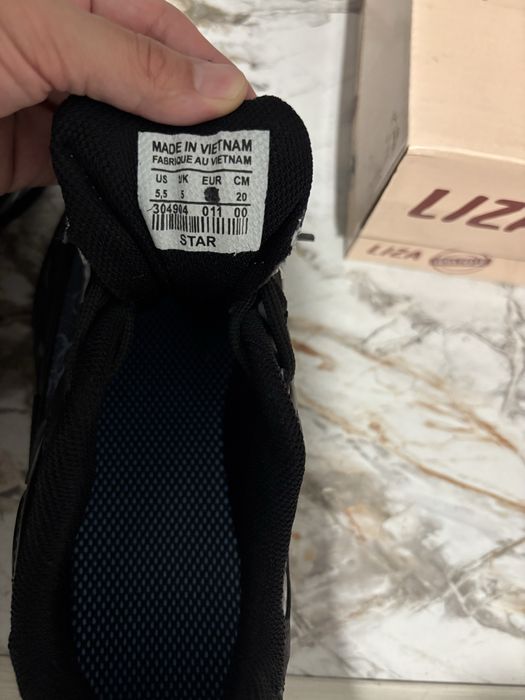 MADE IN VIETNAM
FABRIQUE AU VIETNAM
US UK EUR CM
5,5 5 20
304904 011 00
STAR
LIZA
LIZA